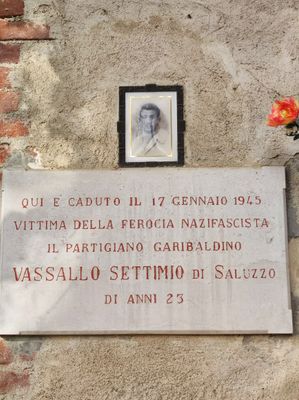 QUI E CADUTO IL 17 GENNAIO 1945
VITTIMA DELLA FEROCIA NAZIFASCISTA
IL PARTIGIANO GARIBALDINO
VASSALLO SETTIMIO DI SALUZZO
DI ANNI 25